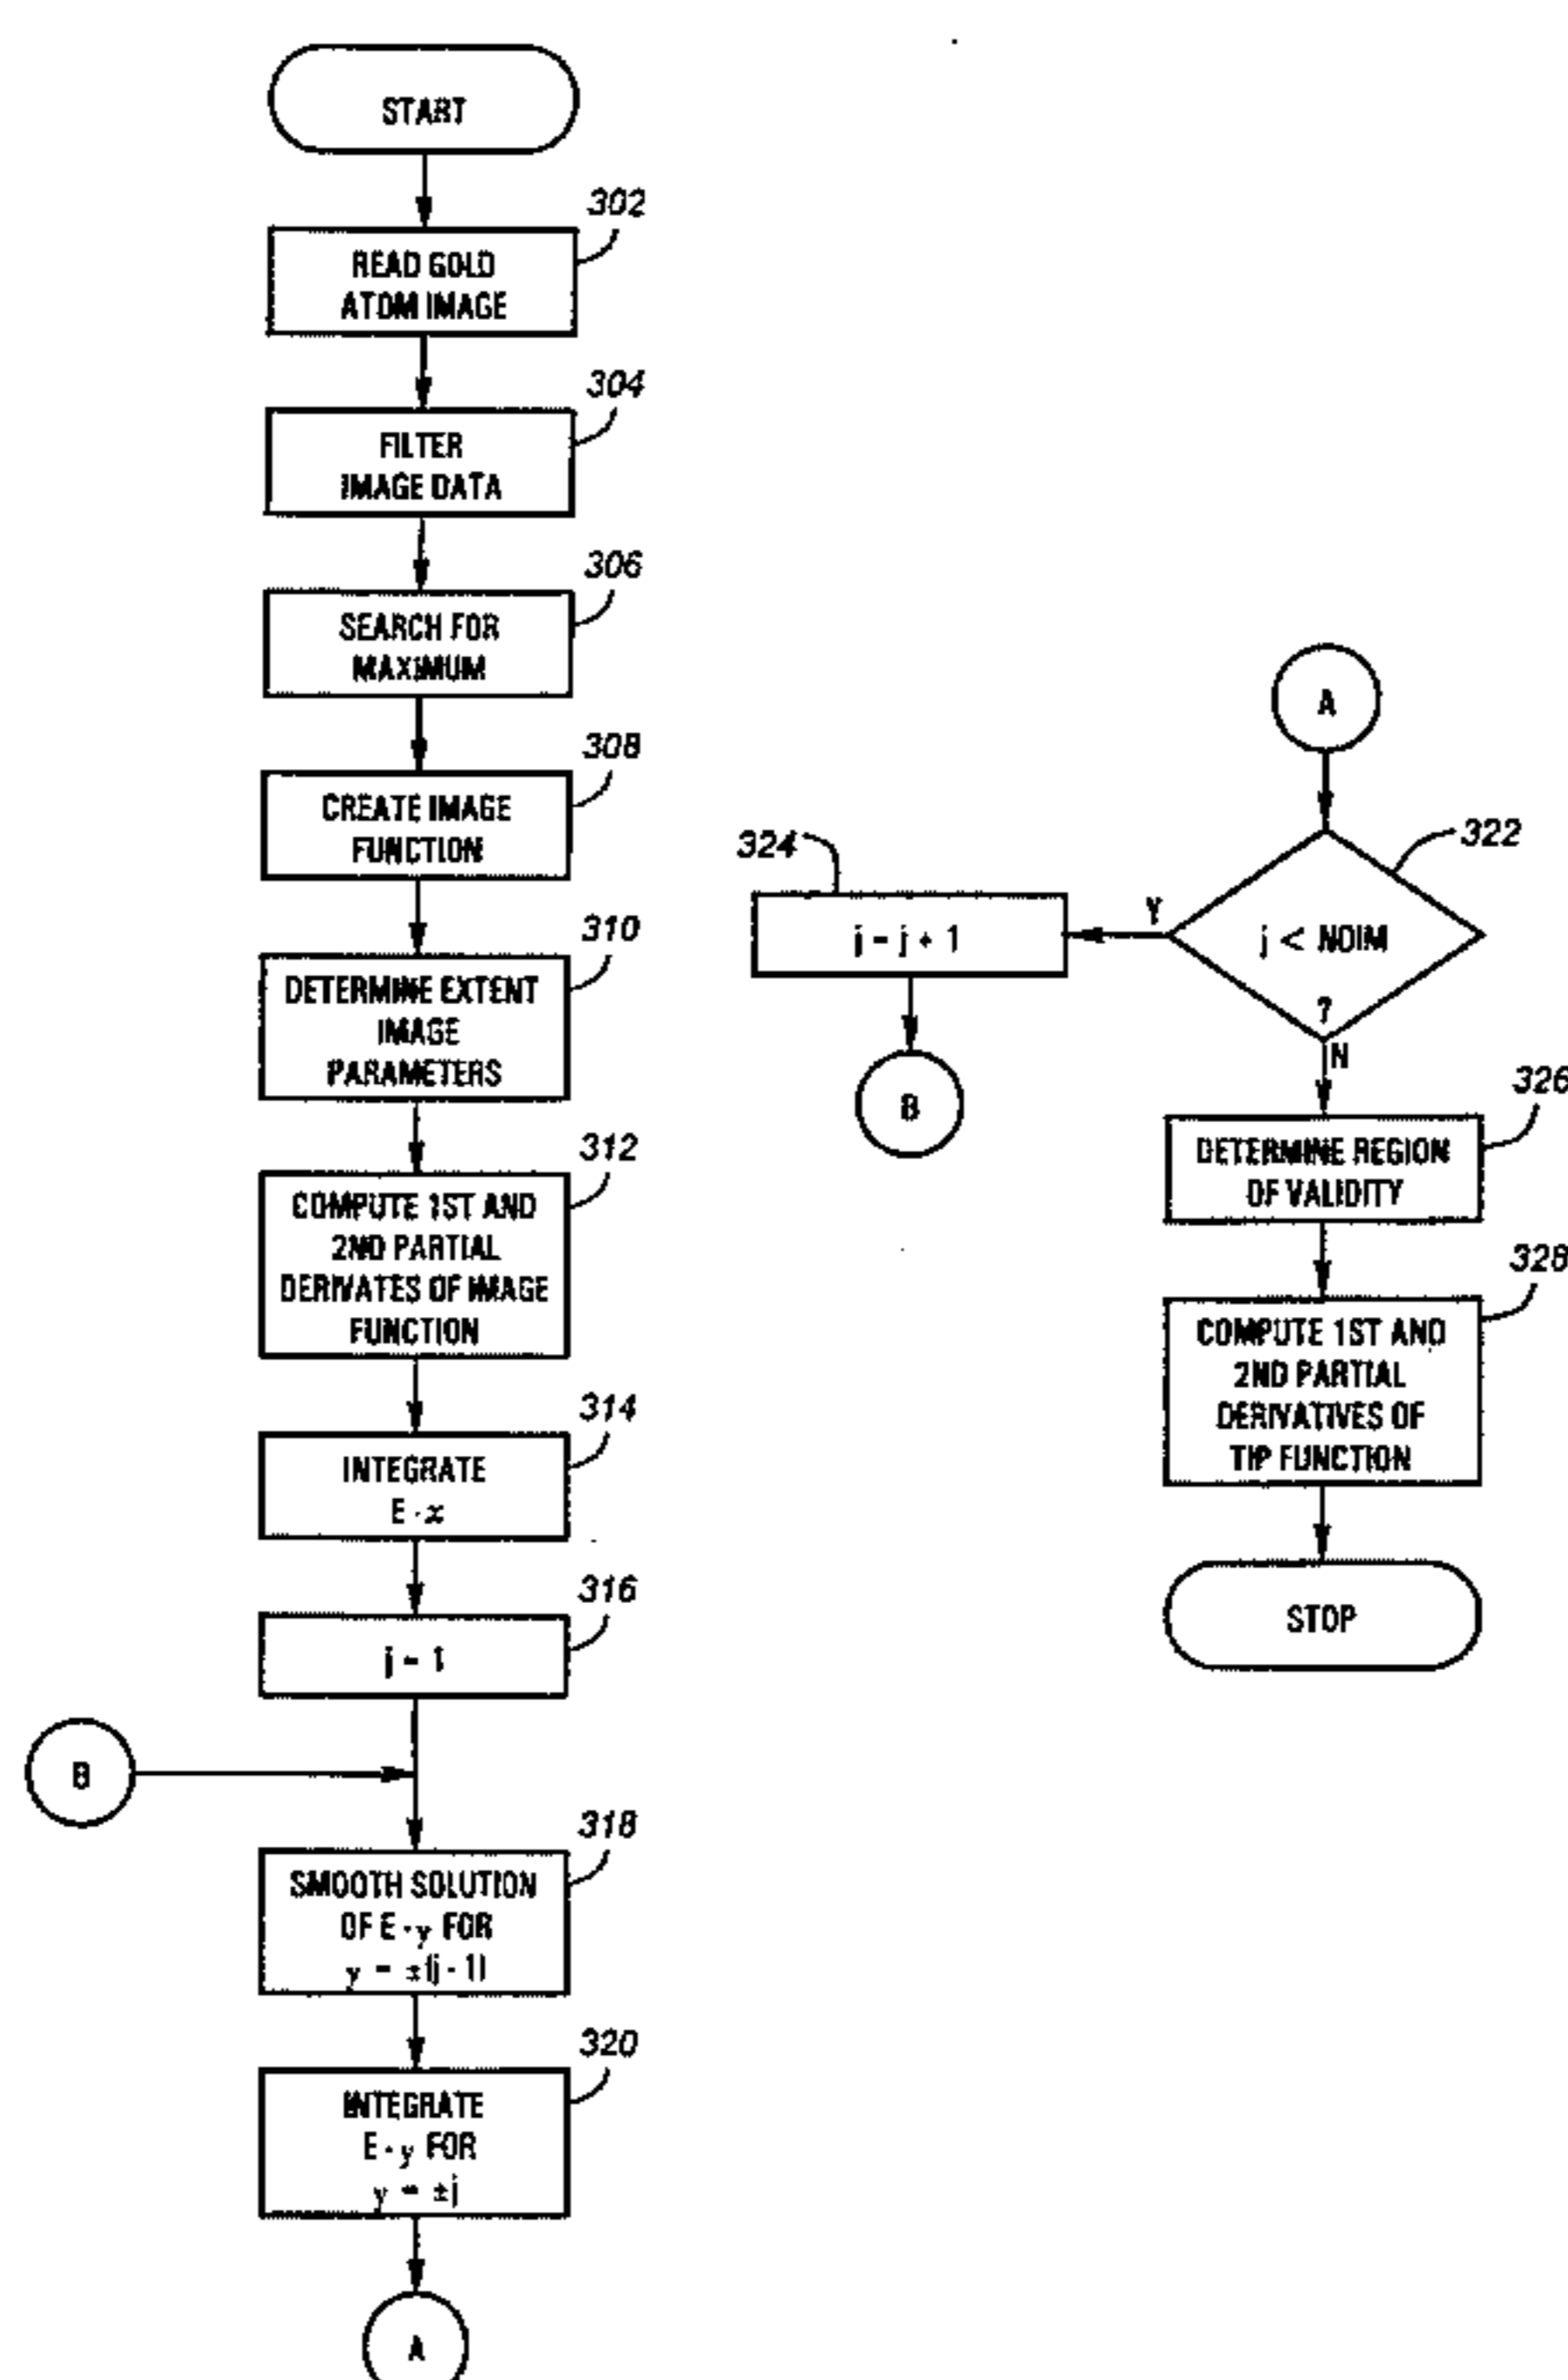 START
302
READ GOLD
ATOM IMAGE
304
FILTER
IMAGE DATA
306
SEARCH FOR
MAXIMUM
308
CREATE IMAGE
FUNCTION
310
DETERMINE EXTENT
IMAGE
PARAMETERS
312
COMPUTE 1ST AND
2ND PARTIAL
DERIVATES OF IMAGE
FUNCTION
314
INTEGRATE
E - x
316
j = 1
B
318
SMOOTH SOLUTION
OF E - y FOR
y = ±(j - 1)
320
INTEGRATE
E - y FOR
y = ±j
A
A
322
j < NDIM
?
Y
N
324
j = j + 1
B
326
DETERMINE REGION
OF VALIDITY
328
COMPUTE 1ST AND
2ND PARTIAL
DERIVATIVES OF
TIP FUNCTION
STOP